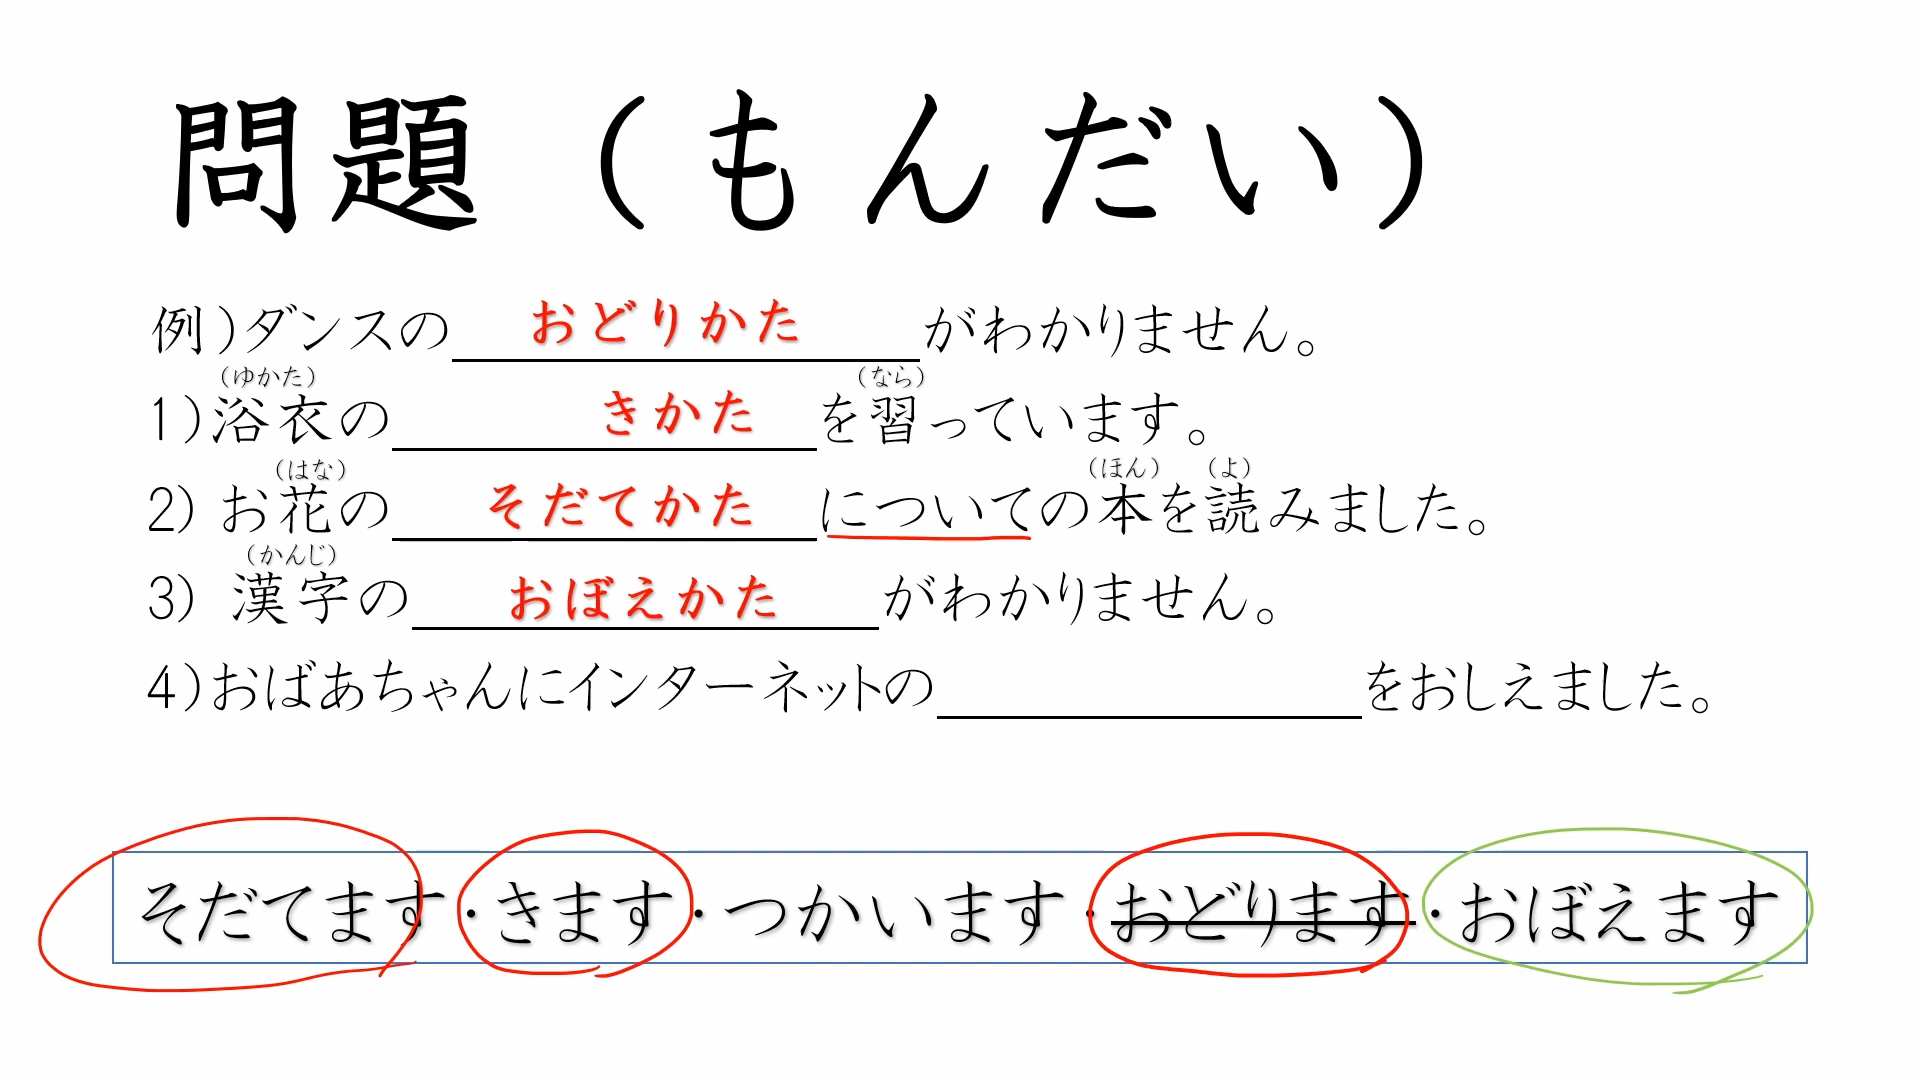 問題（もんだい）
例）ダンスの おどりかた がわかりません。
（ゆかた） （なら）
1）浴衣の きかた を習っています。
（はな） （ほん） （よ）
2）お花の そだてかた についての本を読みました。
（かんじ）
3）漢字の おぼえかた がわかりません。
4）おばあちゃんにインターネットの をおしえました。
そだてます・きます・つかいます・おどります・おぼえます